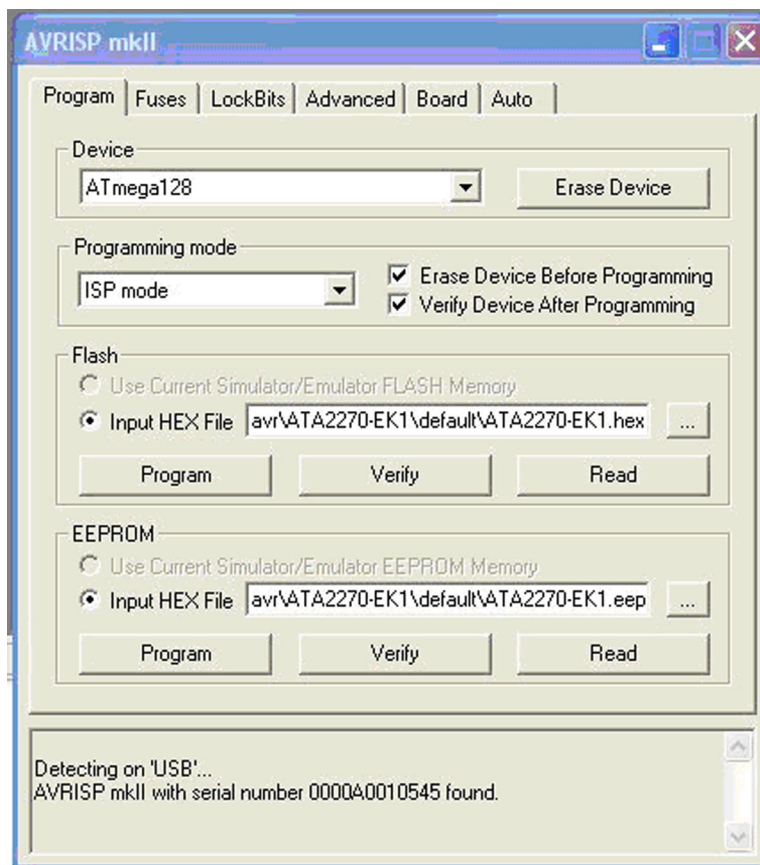 AVRISP mkII
Program Fuses LockBits Advanced Board Auto
Device
ATmega128 Erase Device
Programming mode
ISP mode
Erase Device Before Programming
Verify Device After Programming
Flash
Use Current Simulator/Emulator FLASH Memory
Input HEX File avr\ATA2270-EK1\default\ATA2270-EK1.hex ...
Program Verify Read
EEPROM
Use Current Simulator/Emulator EEPROM Memory
Input HEX File avr\ATA2270-EK1\default\ATA2270-EK1.eep ...
Program Verify Read
Detecting on 'USB'...
AVRISP mkII with serial number 0000A0010545 found.